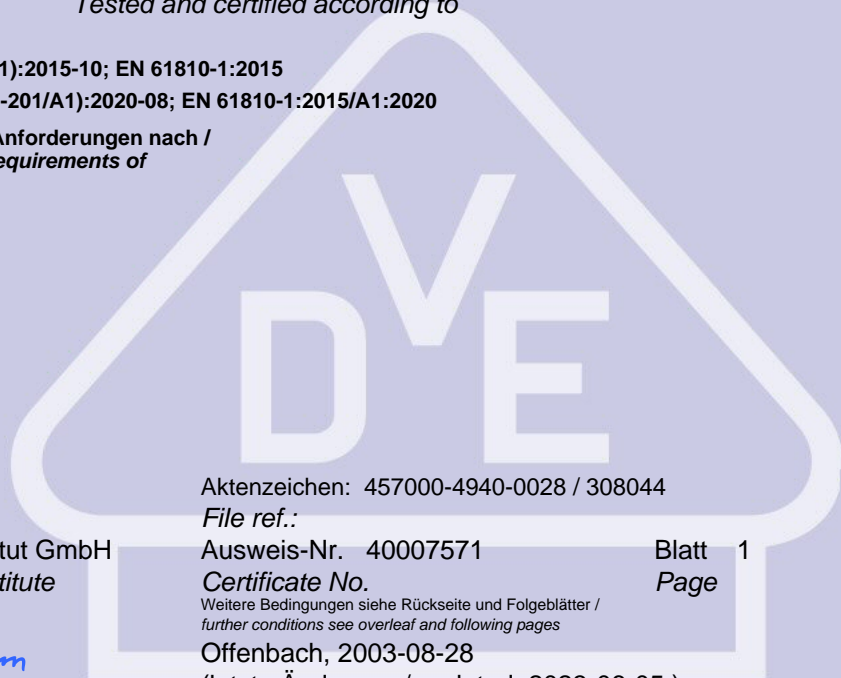 Tested and certified according to
1):2015-10; EN 61810-1:2015
-201/A1):2020-08; EN 61810-1:2015/A1:2020
Anforderungen nach /
equirements of
VDE
Aktenzeichen: 457000-4940-0028 / 308044
File ref.:
tut GmbH Ausweis-Nr. 40007571 Blatt 1
titute Certificate No. Page
Weitere Bedingungen siehe Rückseite und Folgeblätter /
further conditions see overleaf and following pages
Offenbach, 2003-08-28